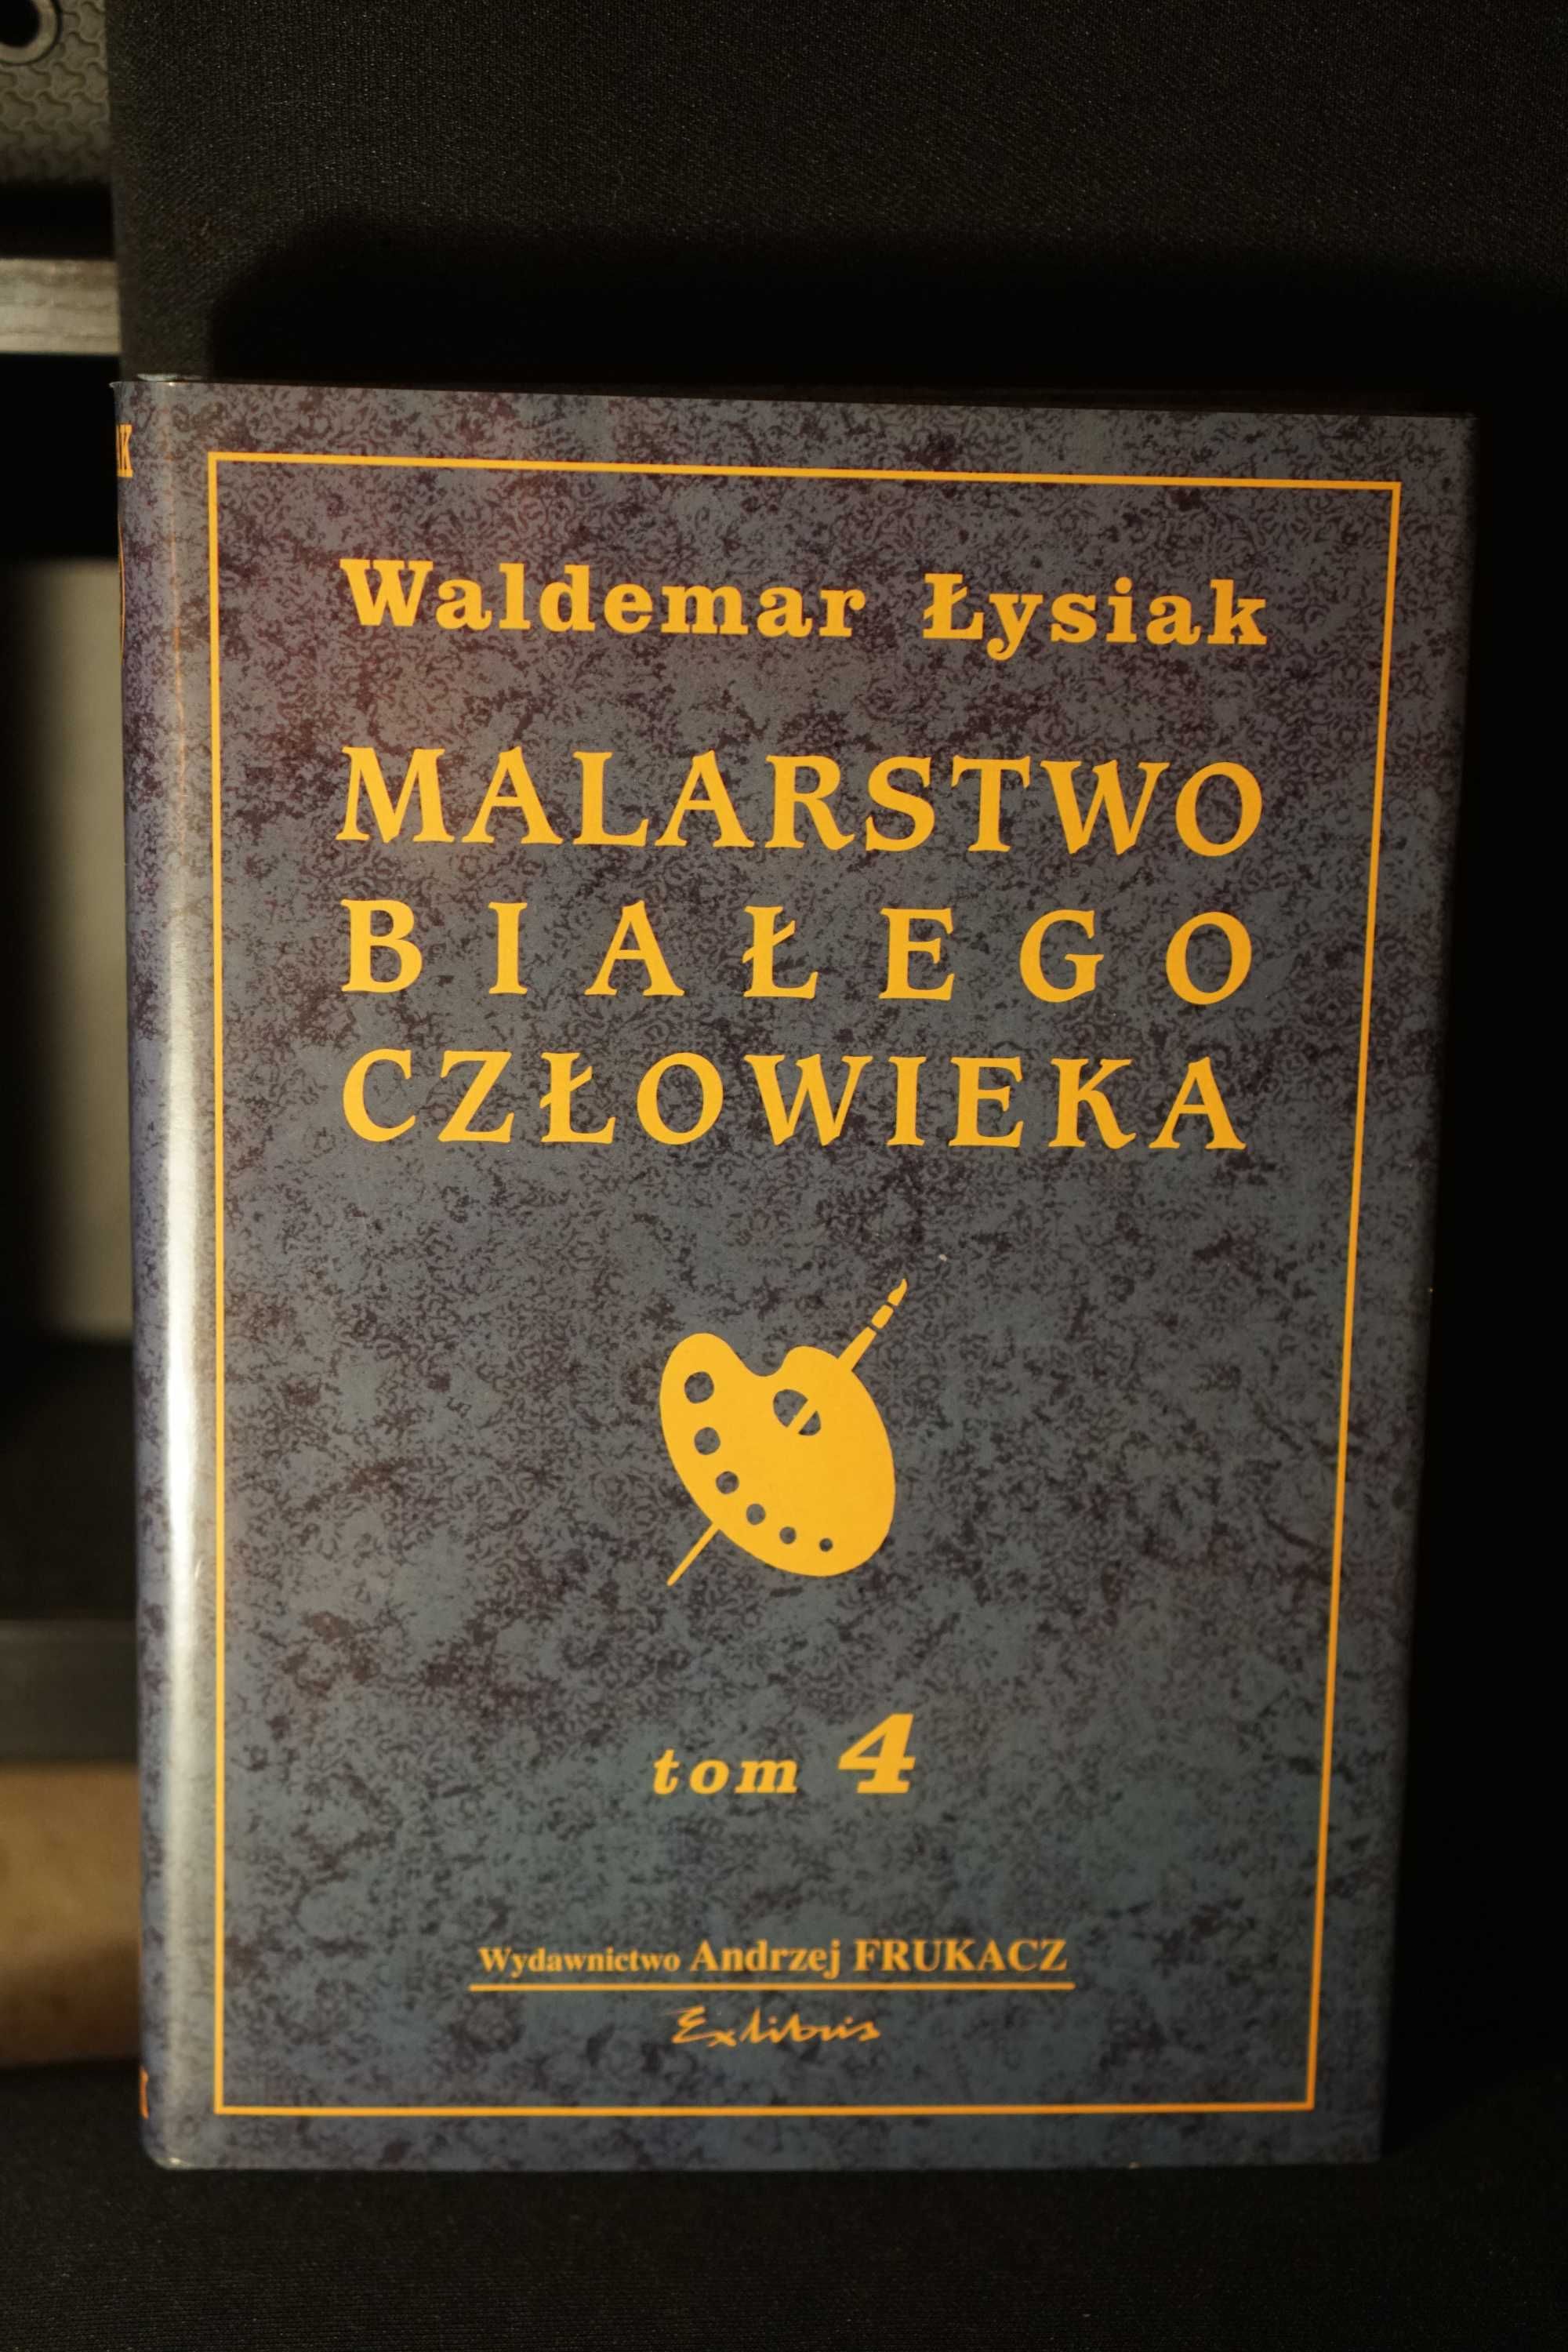 Waldemar Łysiak
MALARSTWO
BIAŁEGO
CZŁOWIEKA
tom 4
Wydawnictwo Andrzej FRUKACZ
Exlibris